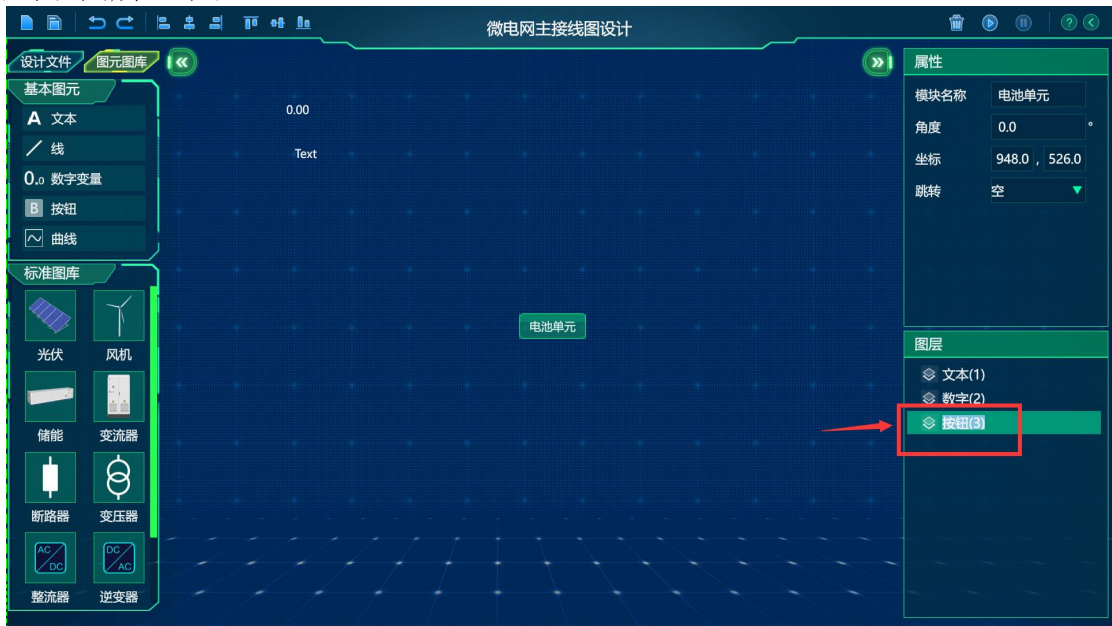 微电网主接线图设计
设计文件
图元图库
基本图元
A 文本
线
0.0 数字变量
B 按钮
曲线
标准图库
光伏
风机
储能
变流器
断路器
变压器
AC
DC
整流器
DC
AC
逆变器
0.00
Text
电池单元
属性
模块名称 电池单元
角度 0.0 °
坐标 948.0 , 526.0
跳转 空
图层
文本(1)
数字(2)
按钮(3)